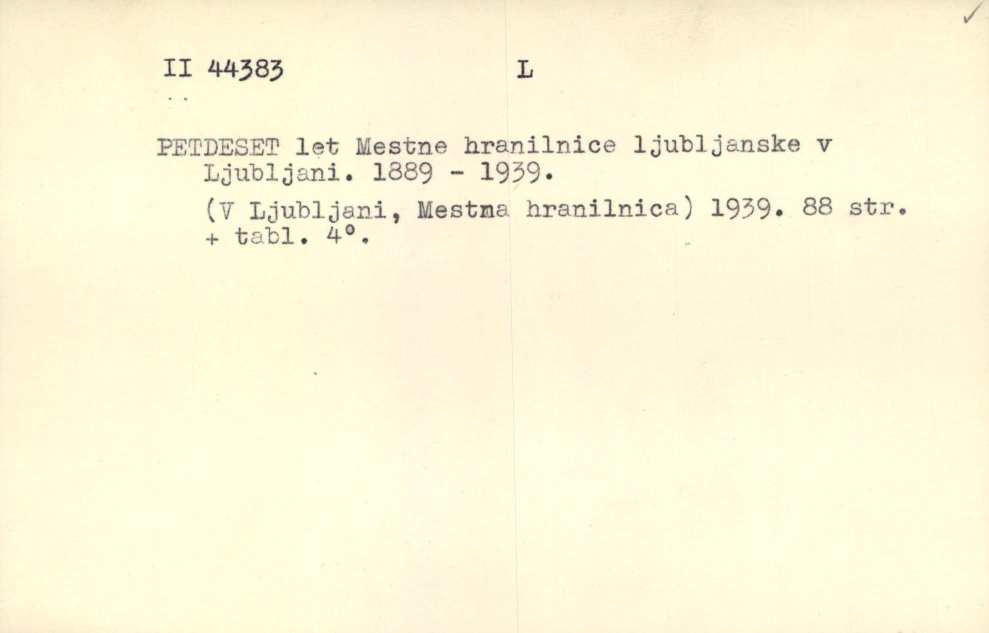 II 44383 L
PETDESET let Mestne hranilnice ljubljanske v
Ljubljani. 1889 - 1939.
(V Ljubljani, Mestna hranilnica) 1939. 88 str.
+ tabl. 4°.